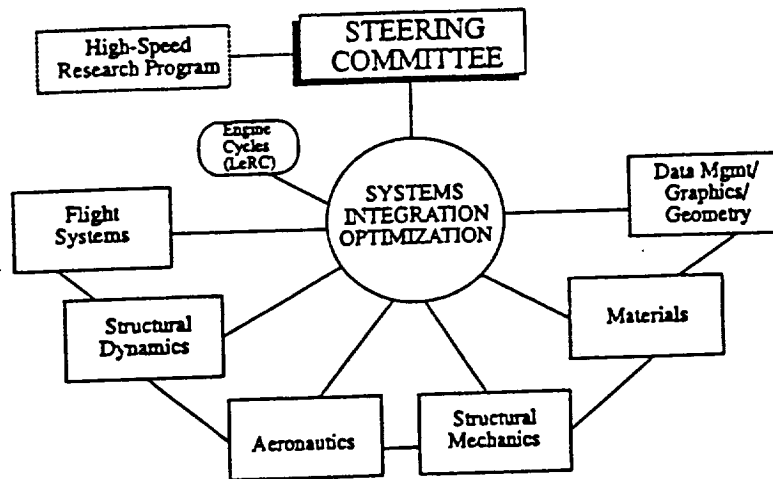 STEERING
COMMITTEE
High-Speed
Research Program
Engine
Cycles
(LeRC)
SYSTEMS
INTEGRATION
OPTIMIZATION
Data Mgmt/
Graphics/
Geometry
Flight
Systems
Structural
Dynamics
Materials
Aeronautics
Structural
Mechanics